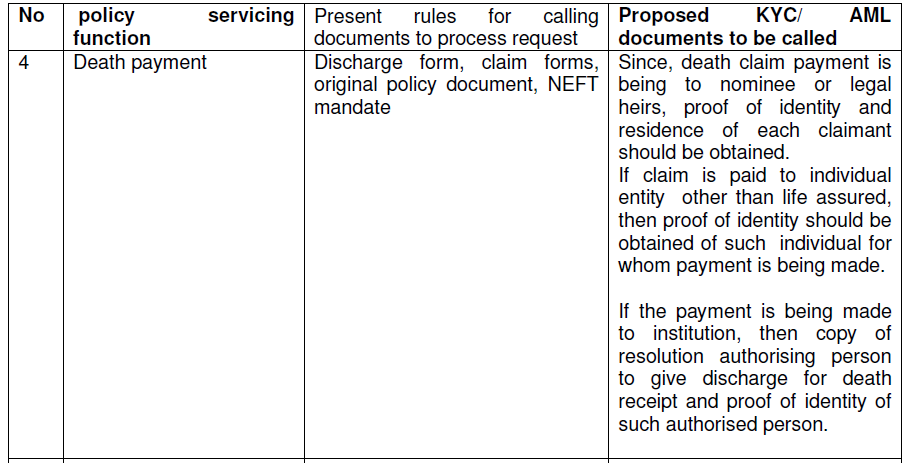 No
policy servicing
function
Present rules for calling
documents to process request
Proposed KYC/ AML
documents to be called
4
Death payment
Discharge form, claim forms,
original policy document, NEFT
mandate
Since, death claim payment is
being to nominee or legal
heirs, proof of identity and
residence of each claimant
should be obtained.
If claim is paid to individual
entity other than life assured,
then proof of identity should be
obtained of such individual for
whom payment is being made.
If the payment is being made
to institution, then copy of
resolution authorising person
to give discharge for death
receipt and proof of identity of
such authorised person.